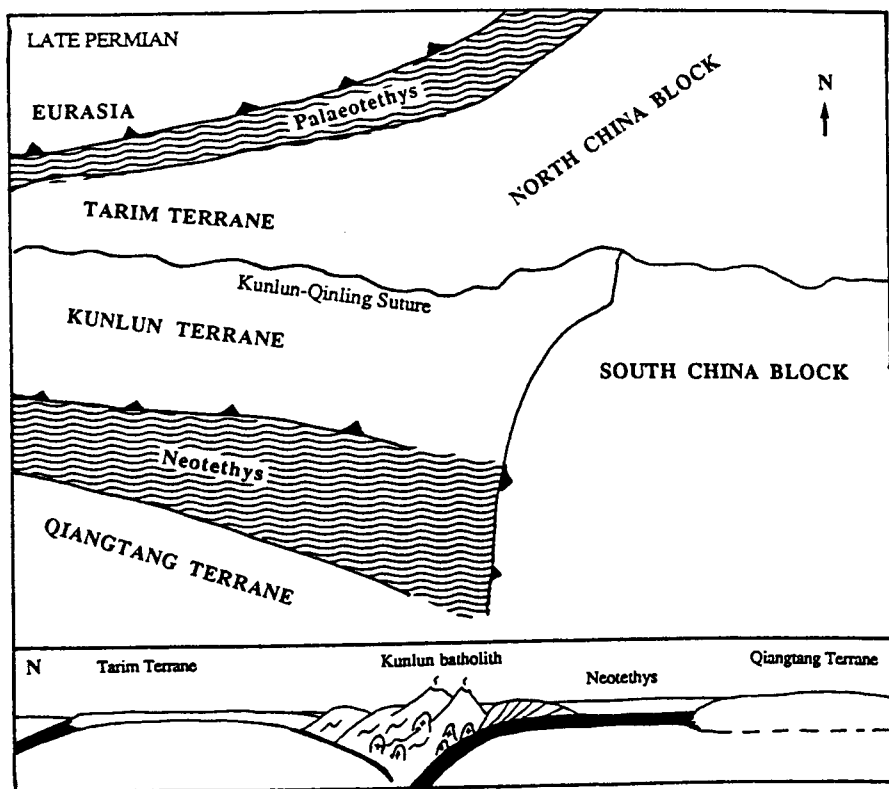 LATE PERMIAN
EURASIA
Palaeotethys
N
NORTH CHINA BLOCK
TARIM TERRANE
Kunlun-Qinling Suture
KUNLUN TERRANE
SOUTH CHINA BLOCK
Neotethys
QIANGTANG TERRANE
N
Tarim Terrane
Kunlun batholith
Neotethys
Qiangtang Terrane